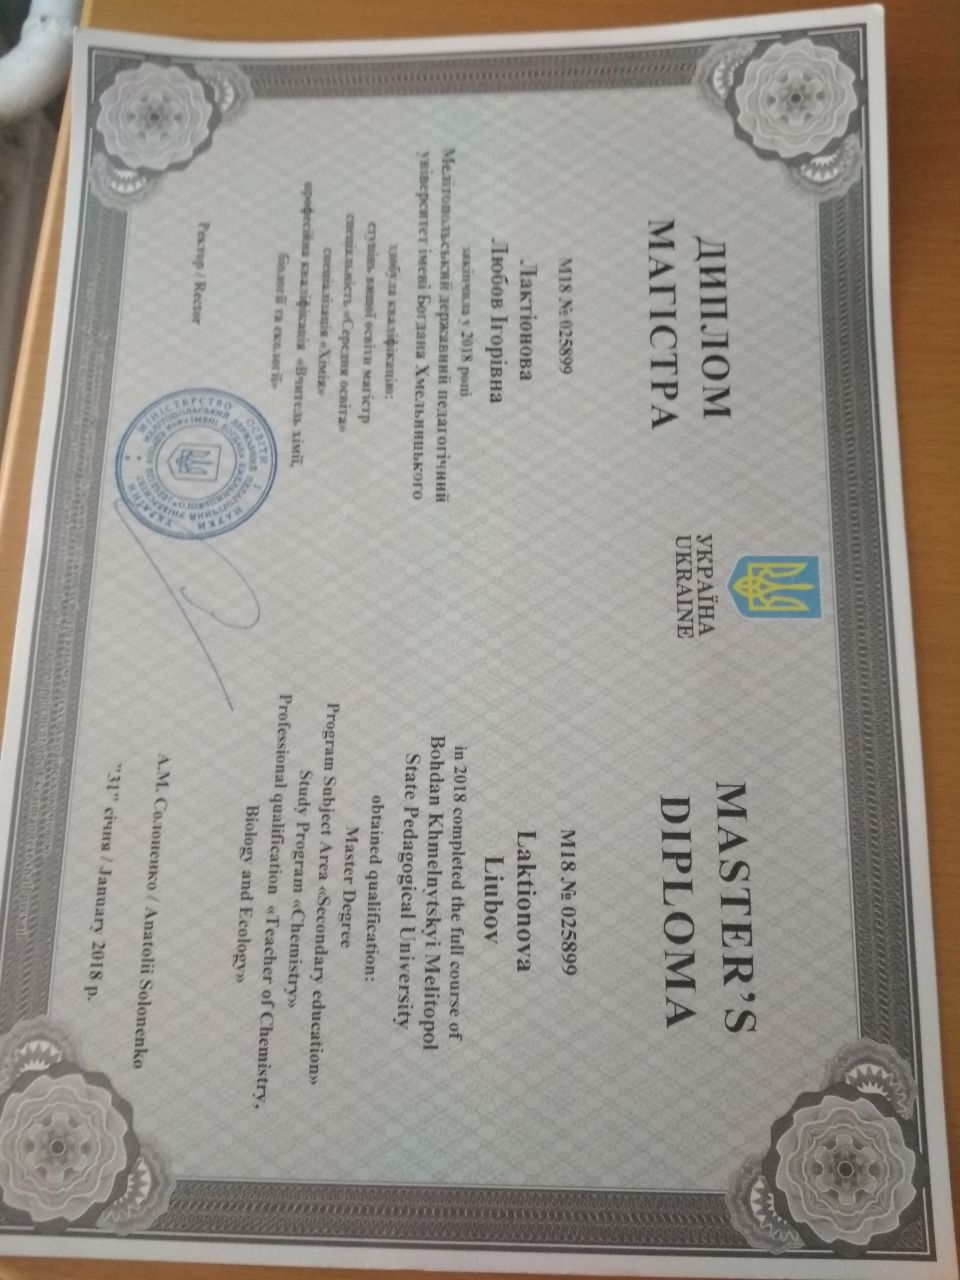 УКРАЇНА
UKRAINE
ДИПЛОМ
МАГІСТРА
М18 № 025899
Лактіонова
Любов Ігорівна
закінчила у 2018 році
Мелітопольський державний педагогічний
університет імені Богдана Хмельницького
здобула кваліфікацію:
ступінь вищої освіти магістр
спеціальність «Середня освіта»
спеціалізація «Хімія»
професійна кваліфікація «Вчитель хімії,
біології та екології»
MASTER’S
DIPLOMA
M18 № 025899
Laktionova
Liubov
in 2018 completed the full course of
Bohdan Khmelnytskyi Melitopol
State Pedagogical University
obtained qualification:
Master Degree
Program Subject Area «Secondary education»
Study Program «Chemistry»
Professional qualification «Teacher of Chemistry,
Biology and Ecology»
Ректор / Rector
А.М. Солоненко / Anatolii Solonenko
"31" січня / January 2018 р.
МІНІСТЕРСТВО ОСВІТИ І НАУКИ УКРАЇНИ